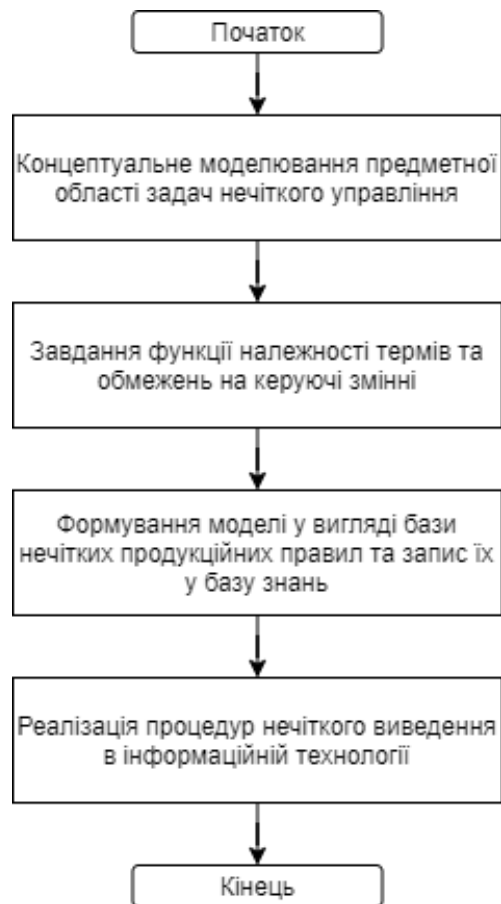 Початок
Концептуальне моделювання предметної
області задач нечіткого управління
Завдання функції належності термів та
обмежень на керуючі змінні
Формування моделі у вигляді бази
нечітких продукційних правил та запис їх
у базу знань
Реалізація процедур нечіткого виведення
в інформаційній технології
Кінець